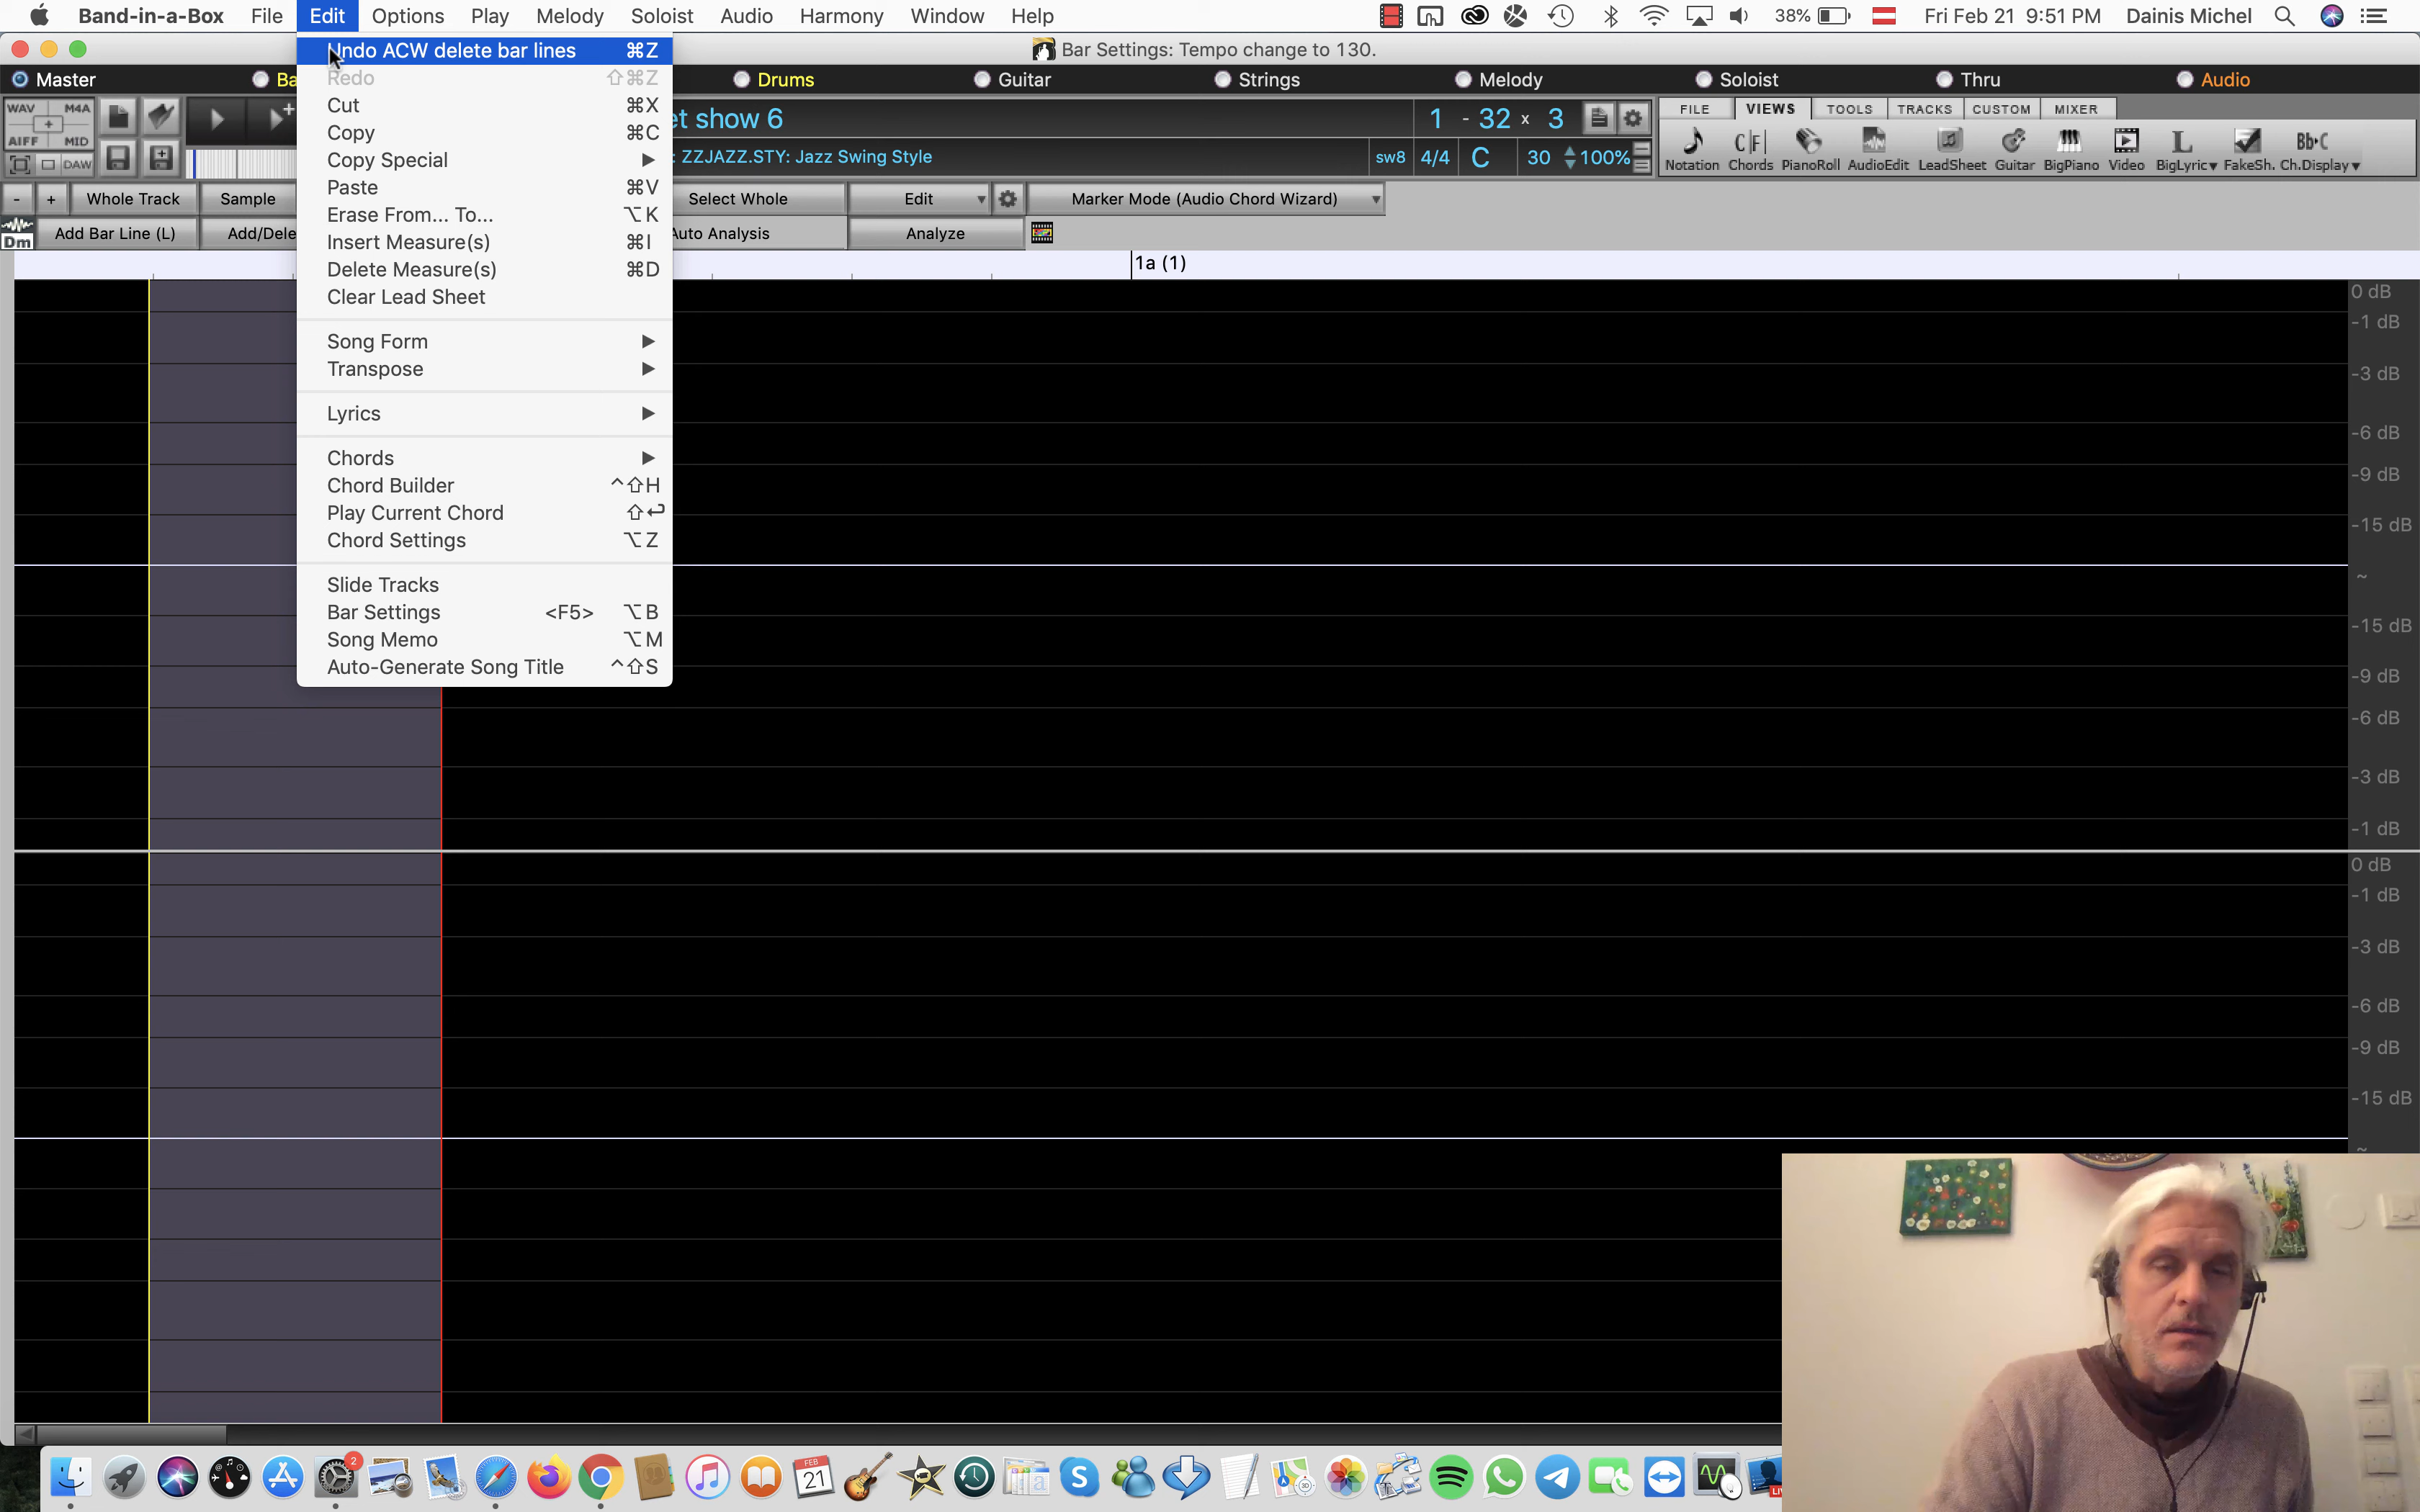 Band-in-a-Box File Edit Options Play Melody Soloist Audio Harmony Window Help 38% Fri Feb 21 9:51 PM Dainis Michel
Bar Settings: Tempo change to 130.
Master Drums Guitar Strings Melody Soloist Thru Audio
Undo ACW delete bar lines ⌘Z
Redo ⇧⌘Z
Cut ⌘X
Copy ⌘C
Copy Special
Paste ⌘V
Erase From... To... ⌥K
Insert Measure(s) ⌘I
Delete Measure(s) ⌘D
Clear Lead Sheet
Song Form
Transpose
Lyrics
Chords
Chord Builder ^⇧H
Play Current Chord ⇧↩
Chord Settings ⌥Z
Slide Tracks
Bar Settings <F5> ⌥B
Song Memo ⌥M
Auto-Generate Song Title ^⇧S
WAV M4A
+
AIFF MID
DAW
et show 6 1 - 32 x 3
: ZZJAZZ.STY: Jazz Swing Style sw8 4/4 C 30 100%
FILE VIEWS TOOLS TRACKS CUSTOM MIXER
C|F| Bb›C
Notation Chords PianoRoll AudioEdit LeadSheet Guitar BigPiano Video BigLyric FakeSh. Ch.Display
- + Whole Track Sample Select Whole Edit Marker Mode (Audio Chord Wizard)
Dm Add Bar Line (L) Add/Dele Auto Analysis Analyze
1a (1)
0 dB
-1 dB
-3 dB
-6 dB
-9 dB
-15 dB
~
-15 dB
-9 dB
-6 dB
-3 dB
-1 dB
0 dB
-1 dB
-3 dB
-6 dB
-9 dB
-15 dB
~
2
FEB
21